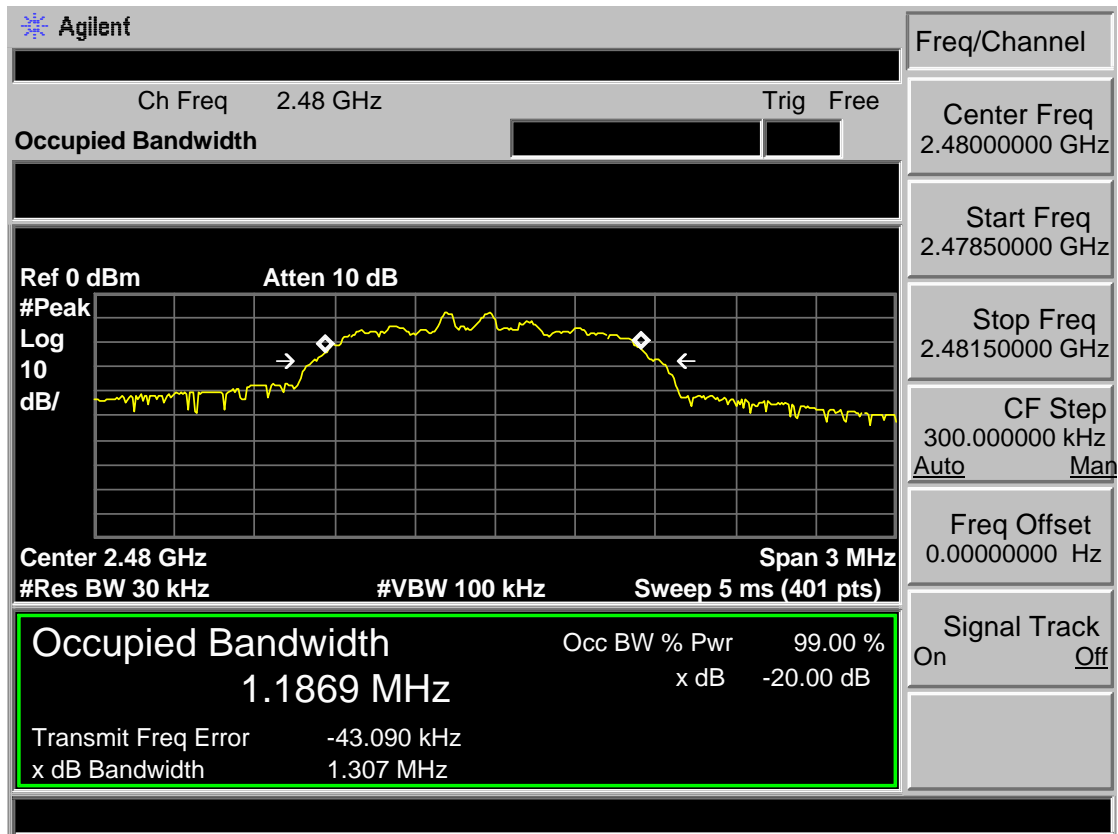 Agilent
Freq/Channel
Ch Freq 2.48 GHz Trig Free
Occupied Bandwidth
Center Freq
2.48000000 GHz
Start Freq
2.47850000 GHz
Stop Freq
2.48150000 GHz
CF Step
300.000000 kHz
Auto Man
Freq Offset
0.00000000 Hz
Signal Track
On Off
Ref 0 dBm Atten 10 dB
#Peak
Log
10
dB/
Center 2.48 GHz Span 3 MHz
#Res BW 30 kHz #VBW 100 kHz Sweep 5 ms (401 pts)
Occupied Bandwidth Occ BW % Pwr 99.00 %
1.1869 MHz x dB -20.00 dB
Transmit Freq Error -43.090 kHz
x dB Bandwidth 1.307 MHz